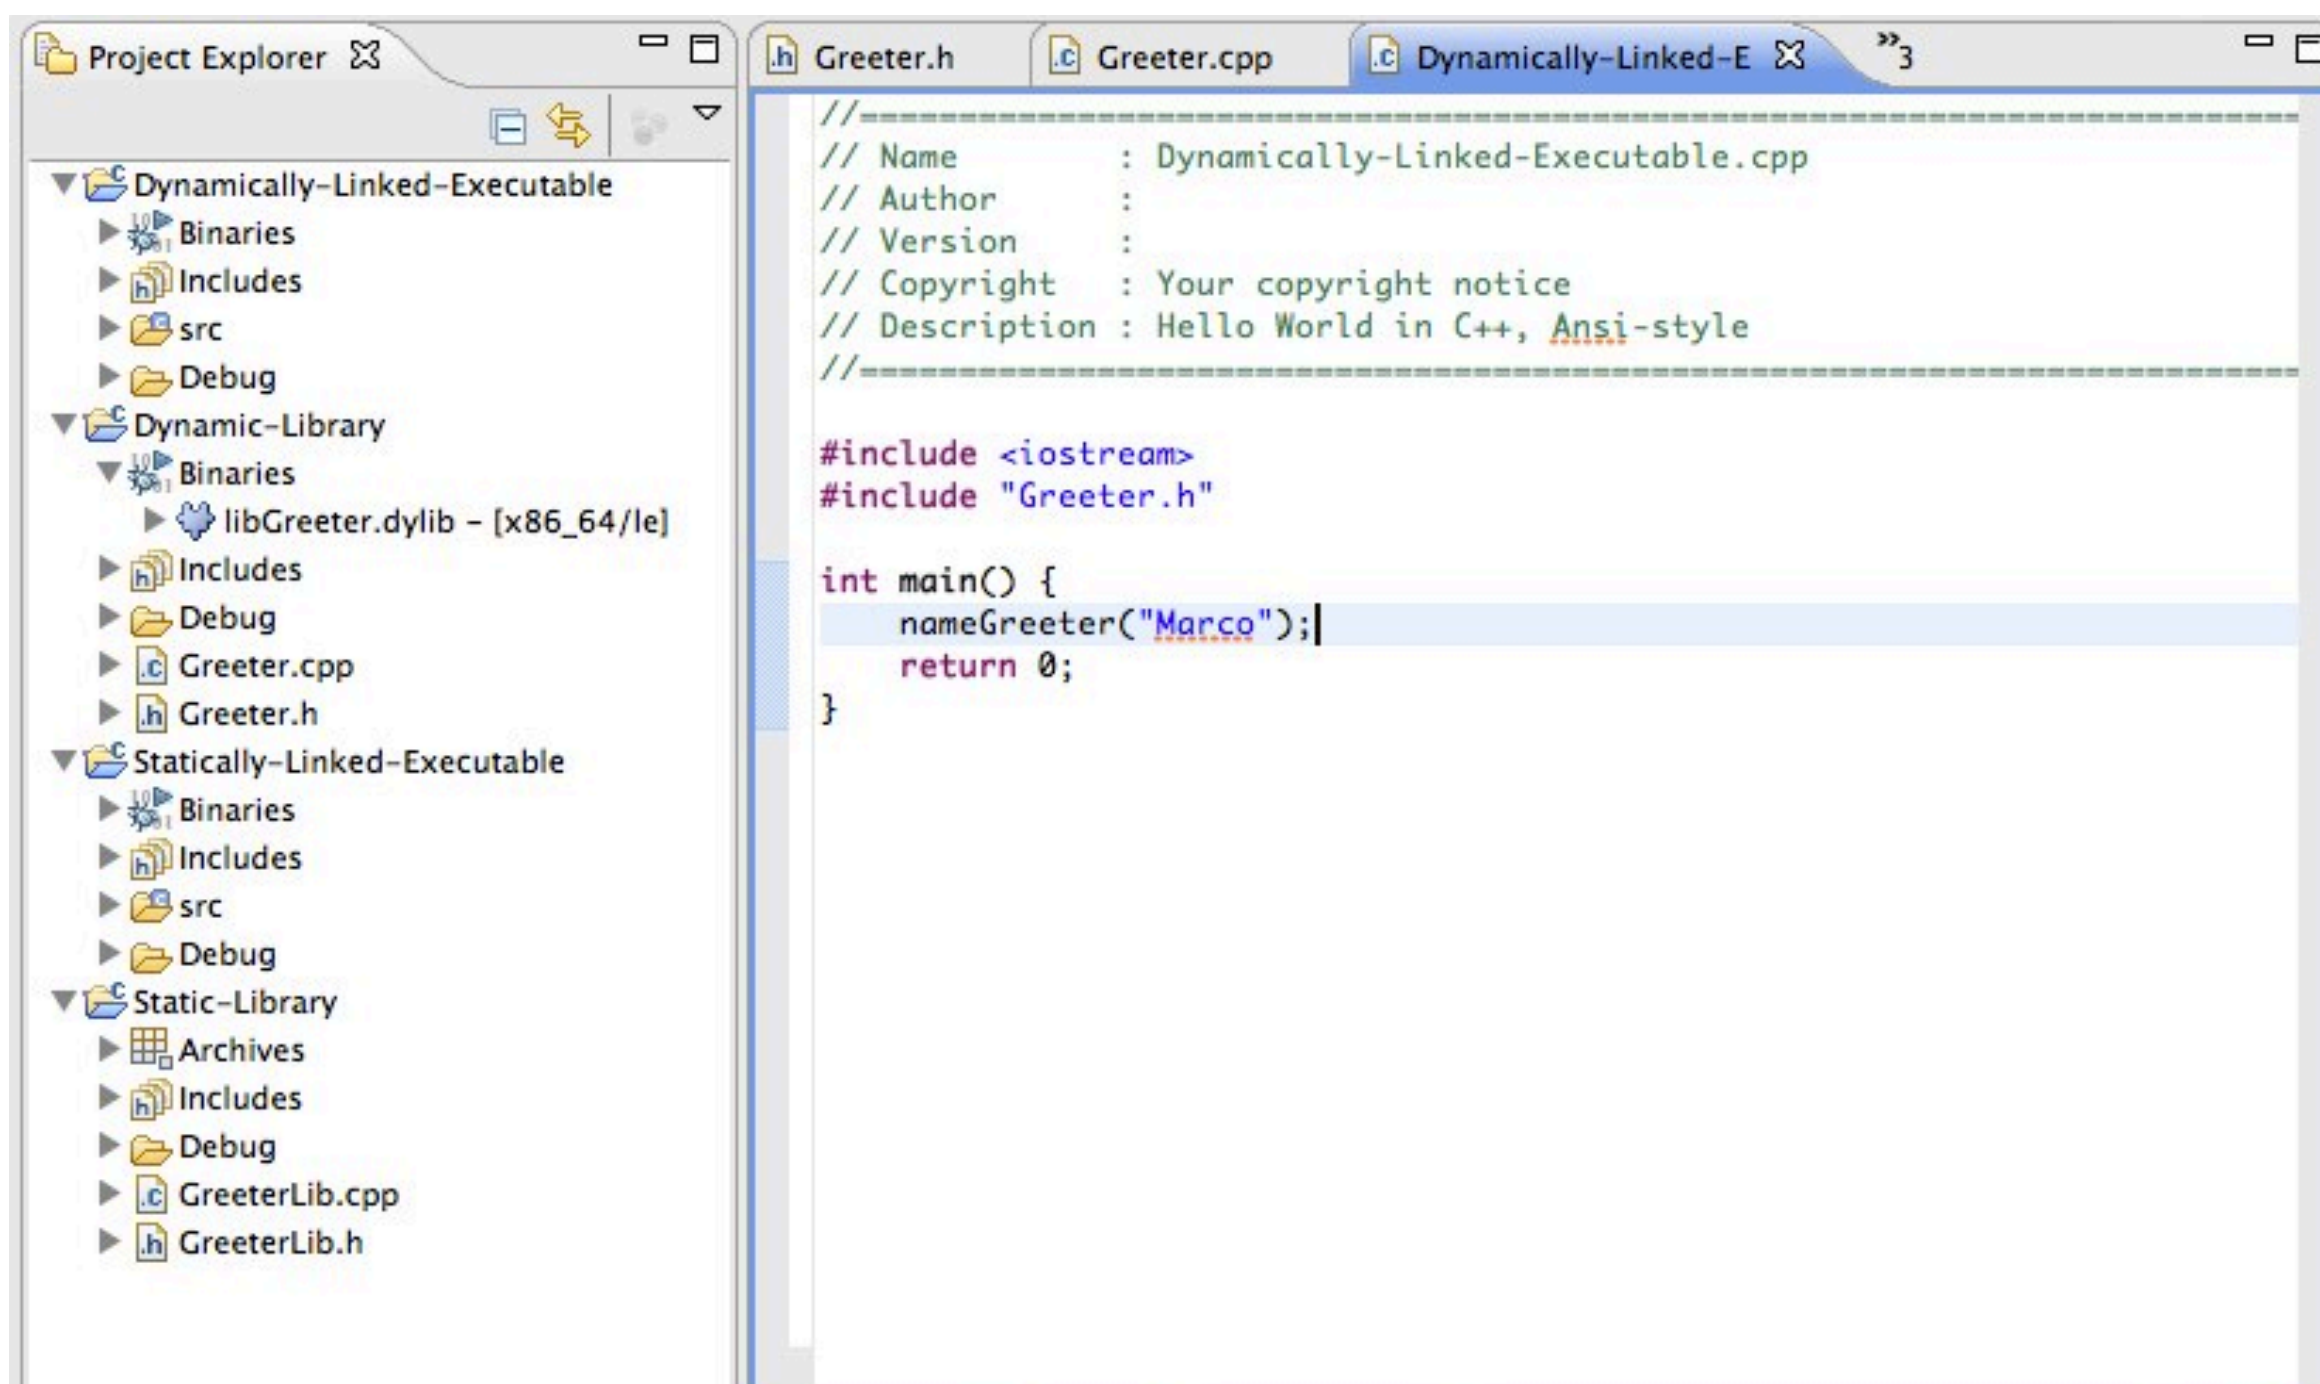 Project Explorer
Dynamically-Linked-Executable
Binaries
Includes
src
Debug
Dynamic-Library
Binaries
libGreeter.dylib - [x86_64/le]
Includes
Debug
Greeter.cpp
Greeter.h
Statically-Linked-Executable
Binaries
Includes
src
Debug
Static-Library
Archives
Includes
Debug
GreeterLib.cpp
GreeterLib.h
Greeter.h Greeter.cpp Dynamically-Linked-E »3
//=========================================================================
// Name        : Dynamically-Linked-Executable.cpp
// Author      :
// Version     :
// Copyright   : Your copyright notice
// Description : Hello World in C++, Ansi-style
//=========================================================================
#include <iostream>
#include "Greeter.h"
int main() {
    nameGreeter("Marco");
    return 0;
}